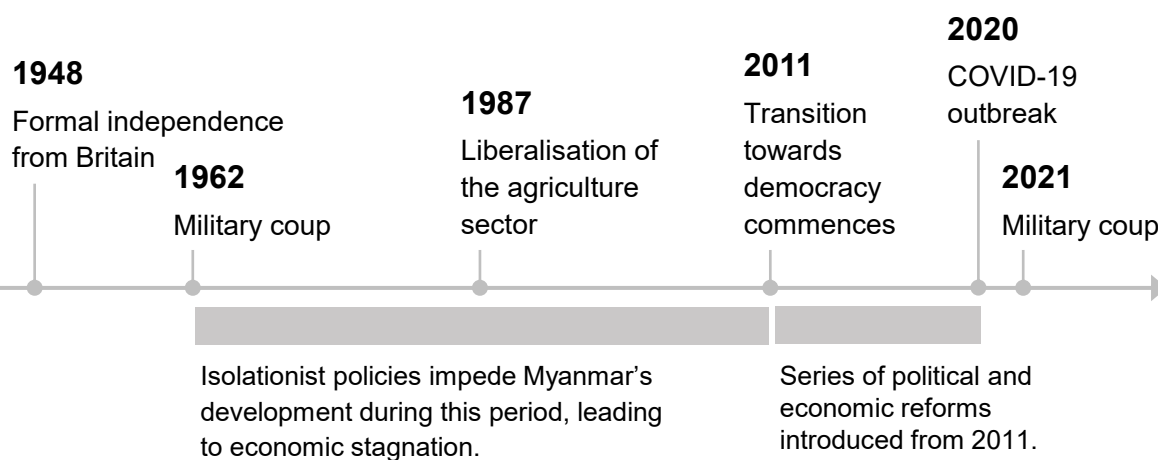 1948
Formal independence
from Britain
1962
Military coup
1987
Liberalisation of
the agriculture
sector
2011
Transition
towards
democracy
commences
2020
COVID-19
outbreak
2021
Military coup
Isolationist policies impede Myanmar’s
development during this period, leading
to economic stagnation.
Series of political and
economic reforms
introduced from 2011.